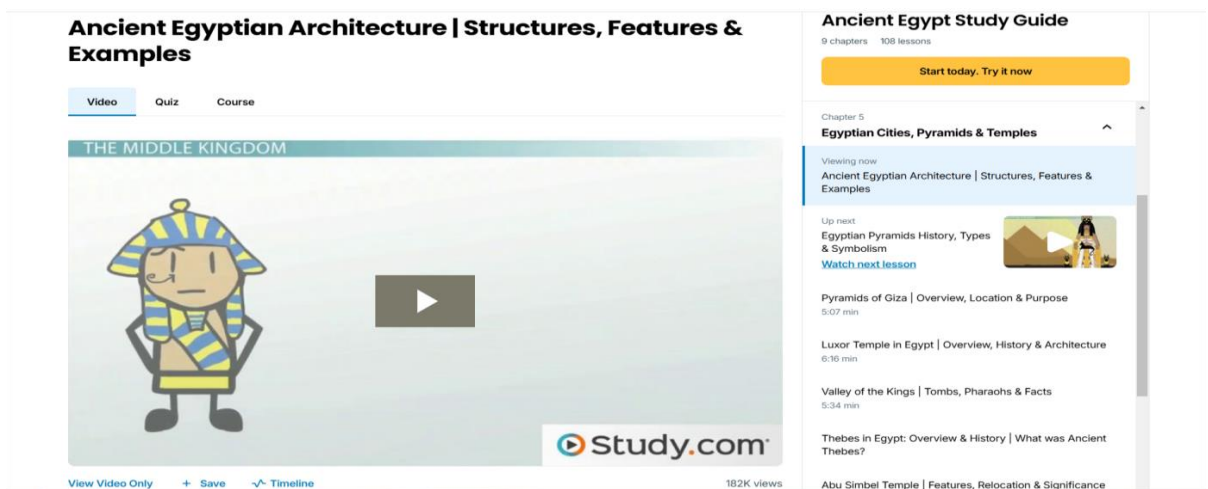 Ancient Egyptian Architecture | Structures, Features &
Examples
Video Quiz Course
THE MIDDLE KINGDOM
Study.com
View Video Only + Save Timeline 182K views
Ancient Egypt Study Guide
9 chapters 108 lessons
Start today. Try it now
Chapter 5
Egyptian Cities, Pyramids & Temples
Viewing now
Ancient Egyptian Architecture | Structures, Features &
Examples
Up next
Egyptian Pyramids History, Types
& Symbolism
Watch next lesson
Pyramids of Giza | Overview, Location & Purpose
5:07 min
Luxor Temple in Egypt | Overview, History & Architecture
6:16 min
Valley of the Kings | Tombs, Pharaohs & Facts
5:34 min
Thebes in Egypt: Overview & History | What was Ancient
Thebes?
Abu Simbel Temple | Features, Relocation & Significance